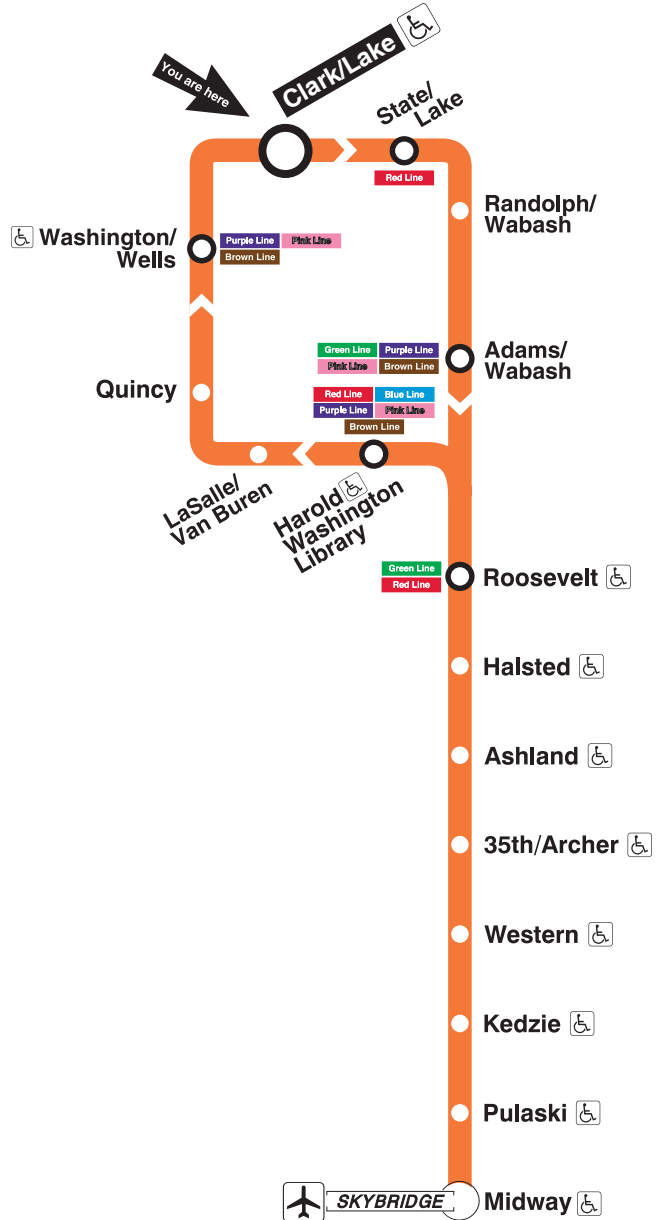 You are here
Clark/Lake
State/
Lake
Red Line
Randolph/
Wabash
Washington/
Wells
Purple Line
Pink Line
Brown Line
Green Line
Purple Line
Pink Line
Brown Line
Adams/
Wabash
Quincy
Red Line
Blue Line
Purple Line
Pink Line
Brown Line
LaSalle/
Van Buren
Harold
Washington
Library
Green Line
Red Line
Roosevelt
Halsted
Ashland
35th/Archer
Western
Kedzie
Pulaski
SKYBRIDGE
Midway